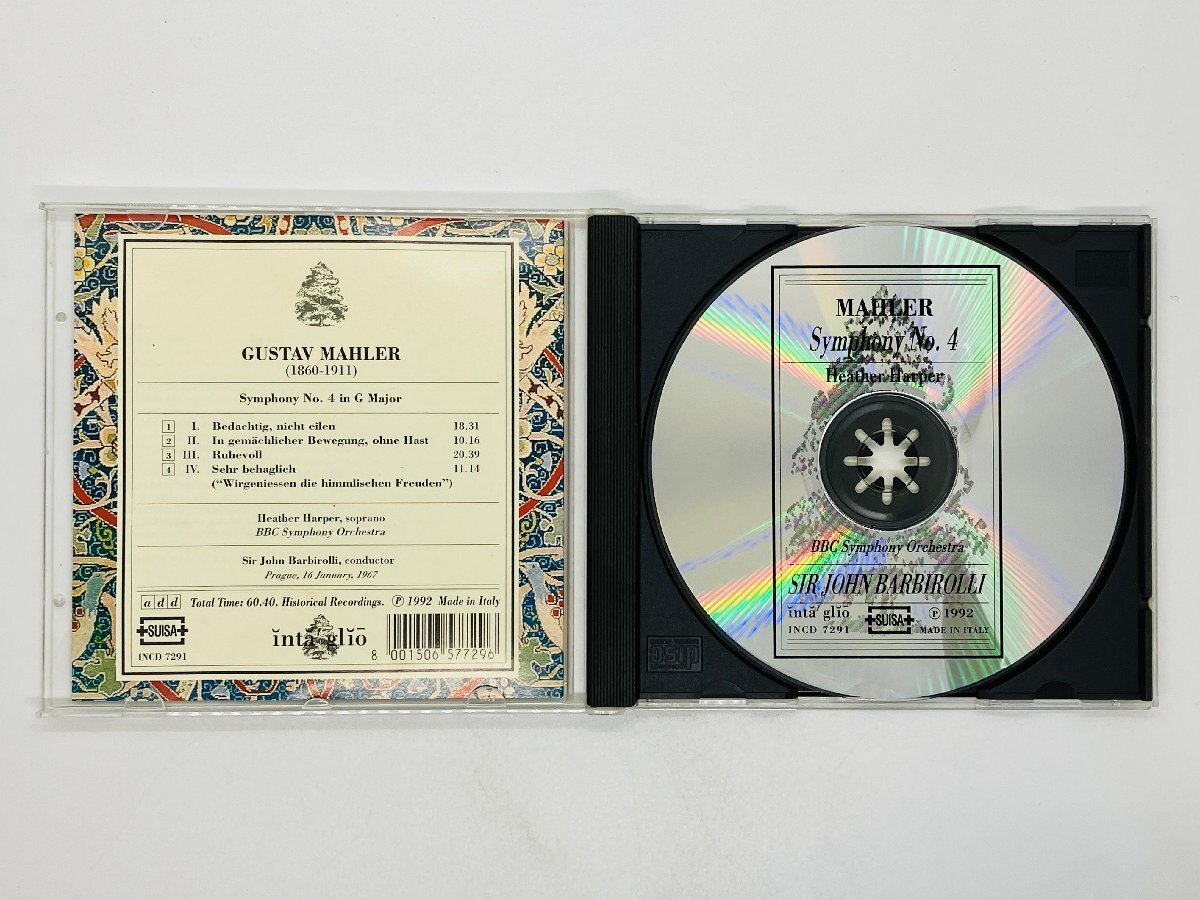 GUSTAV MAHLER
(1860-1911)
Symphony No. 4 in G Major
1 I. Bedachtig, nicht eilen 18.31
2 II. In gemächlicher Bewegung, ohne Hast 10.16
3 III. Ruhevoll 20.39
4 IV. Sehr behaglich 11.14
(“Wirgeniessen die himmlischen Freuden”)
Heather Harper, soprano
BBC Symphony Orchestra
Sir John Barbirolli, conductor
Prague, 16 January, 1967
a d d Total Time: 60.40. Historical Recordings. Ⓟ 1992 Made in Italy
SUISA
ĭntă′glĭō
INCD 7291
8 001506 577296
MAHLER
Symphony No. 4
Heather Harper
BBC Symphony Orchestra
SIR JOHN BARBIROLLI
ĭntă′glĭō
INCD 7291
SUISA
Ⓟ 1992
MADE IN ITALY